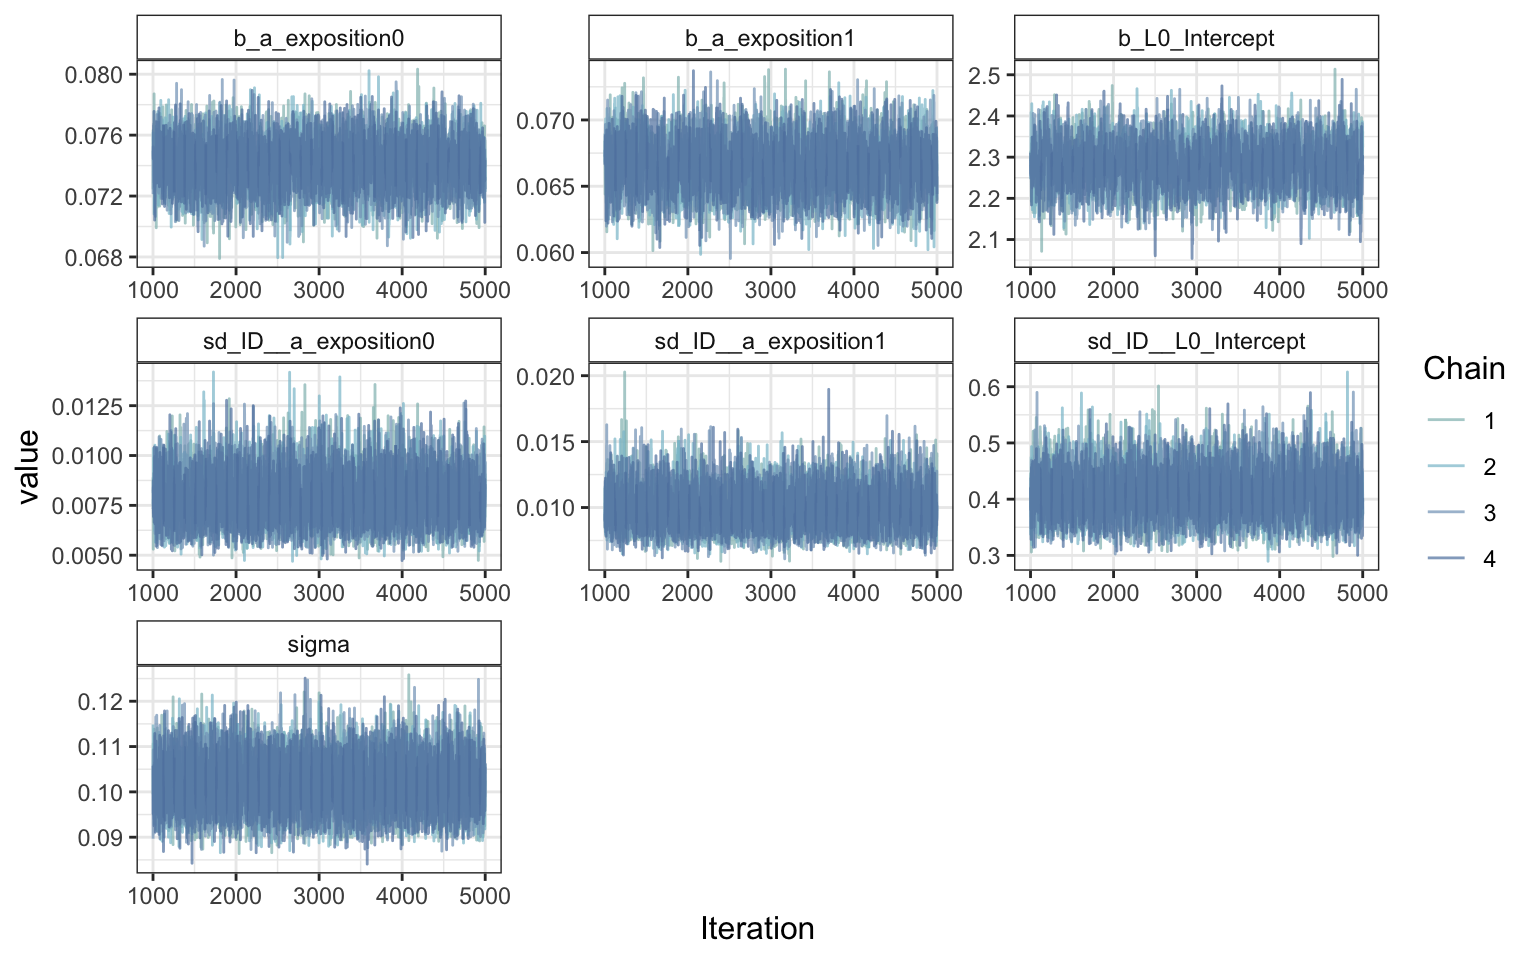 b_a_exposition0
b_a_exposition1
b_L0_Intercept
0.080
0.076
0.072
0.068
1000 2000 3000 4000 5000
0.070
0.065
0.060
1000 2000 3000 4000 5000
2.5
2.4
2.3
2.2
2.1
1000 2000 3000 4000 5000
sd_ID__a_exposition0
sd_ID__a_exposition1
sd_ID__L0_Intercept
0.0125
0.0100
0.0075
0.0050
1000 2000 3000 4000 5000
0.020
0.015
0.010
1000 2000 3000 4000 5000
0.6
0.5
0.4
0.3
1000 2000 3000 4000 5000
sigma
0.12
0.11
0.10
0.09
1000 2000 3000 4000 5000
value
Iteration
Chain
1
2
3
4